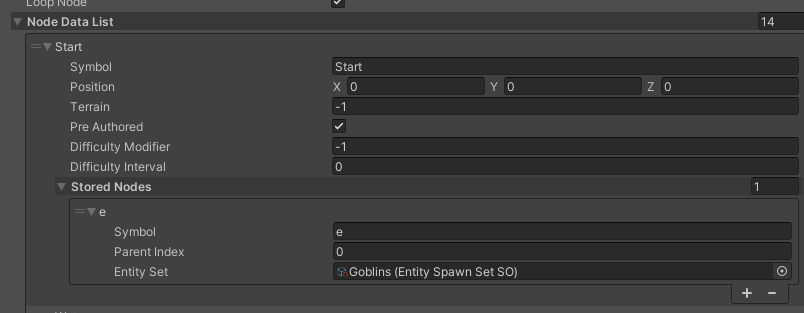 Loop Node
Node Data List 14
Start
Symbol Start
Position X 0 Y 0 Z 0
Terrain -1
Pre Authored
Difficulty Modifier -1
Difficulty Interval 0
Stored Nodes 1
e
Symbol e
Parent Index 0
Entity Set Goblins (Entity Spawn Set SO)
+ −